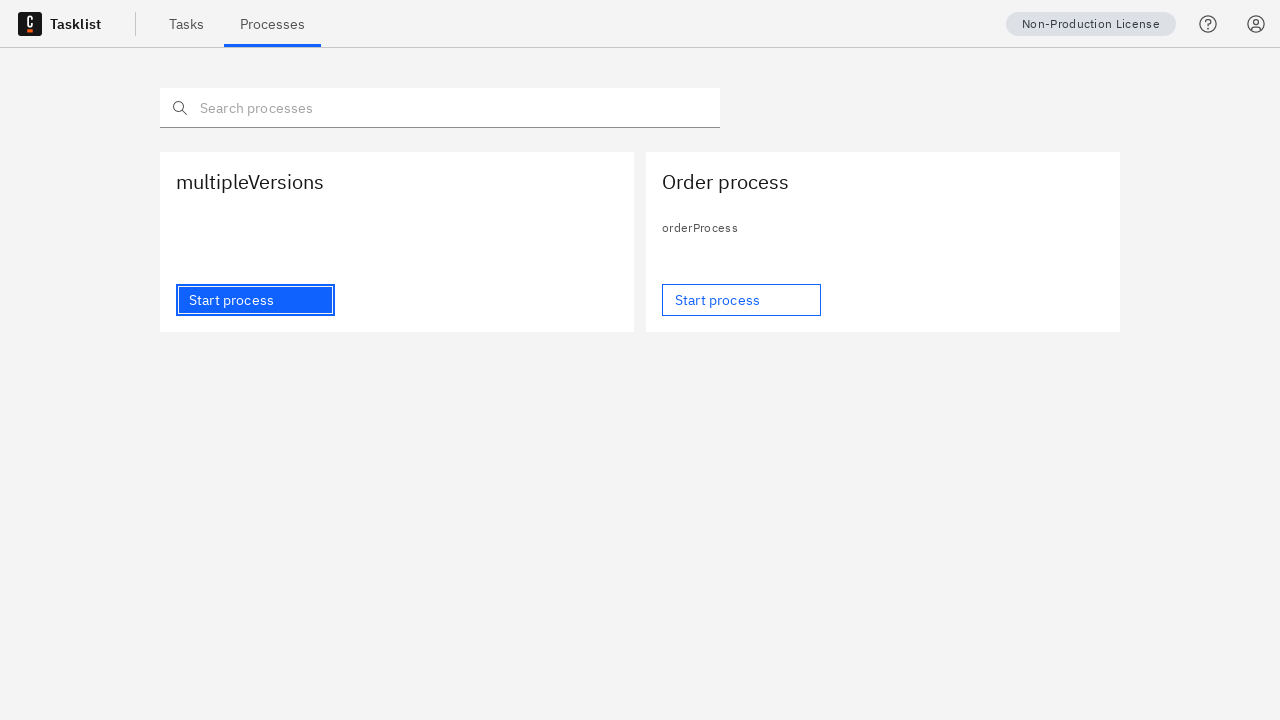 Tasklist
Tasks
Processes
Non-Production License
Search processes
multipleVersions
Start process
Order process
orderProcess
Start process